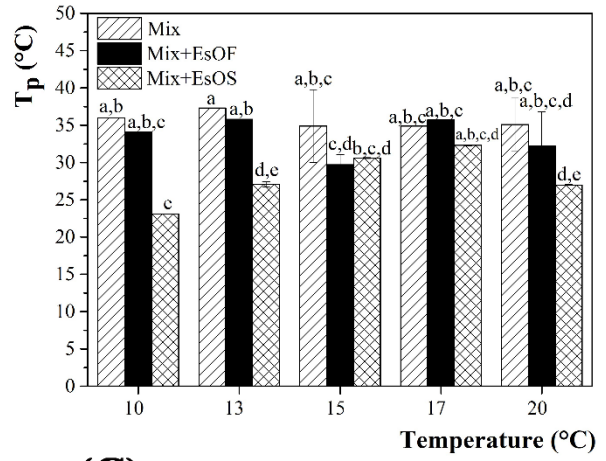 50
45
40
35
30
25
20
15
10
5
0
Tp (°C)
Mix
Mix+EsOF
Mix+EsOS
a,b
a,b,c
e
a
a,b
d,e
a,b,c
c,d
b,c,d
a,b,c
a,b,c
a,b,c,d
a,b,c
a,b,c,d
d,e
10 13 15 17 20
Temperature (°C)